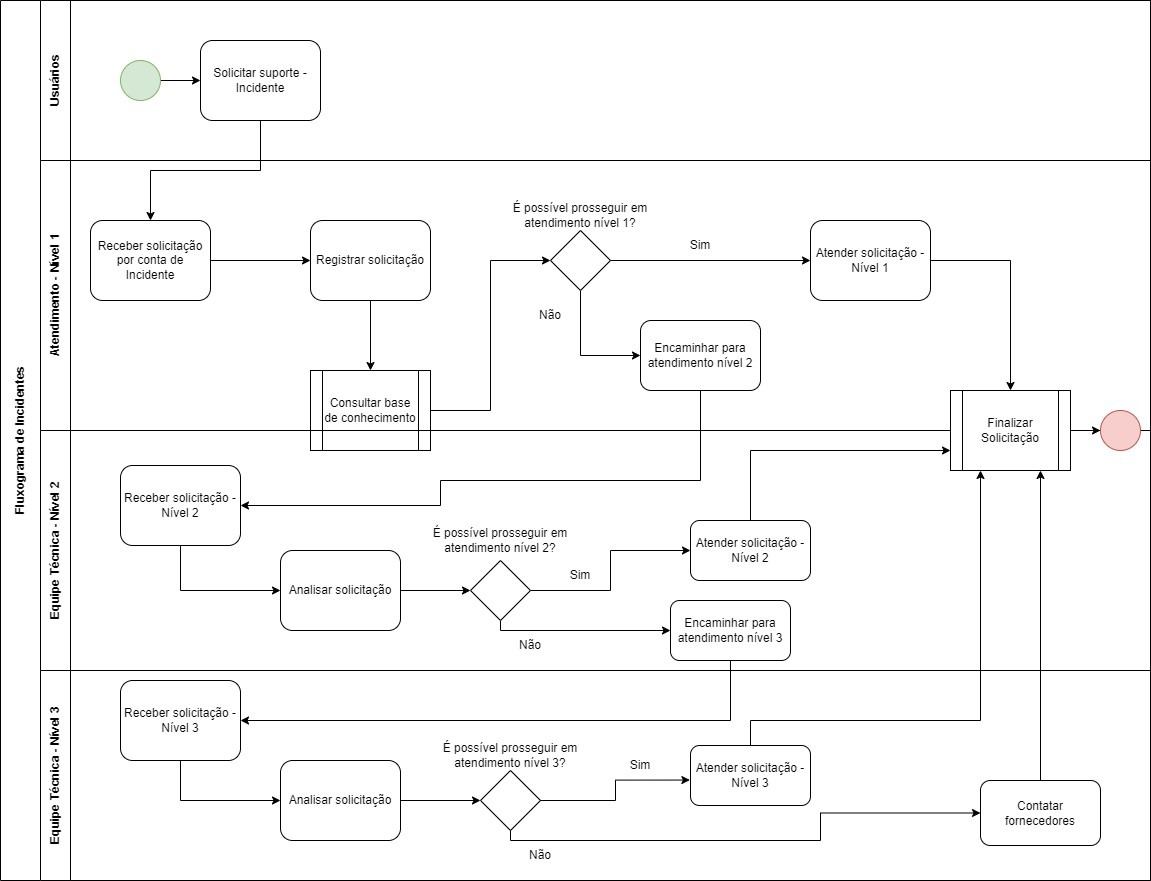 Fluxograma de Incidentes
Usuários
Solicitar suporte -
Incidente
Atendimento - Nível 1
Receber solicitação
por conta de
Incidente
Registrar solicitação
Consultar base
de conhecimento
É possível prosseguir em
atendimento nível 1?
Sim
Não
Atender solicitação -
Nível 1
Encaminhar para
atendimento nível 2
Finalizar
Solicitação
Equipe Técnica - Nível 2
Receber solicitação -
Nível 2
Analisar solicitação
É possível prosseguir em
atendimento nível 2?
Sim
Não
Atender solicitação -
Nível 2
Encaminhar para
atendimento nível 3
Equipe Técnica - Nível 3
Receber solicitação -
Nível 3
Analisar solicitação
É possível prosseguir em
atendimento nível 3?
Sim
Não
Atender solicitação -
Nível 3
Contatar
fornecedores